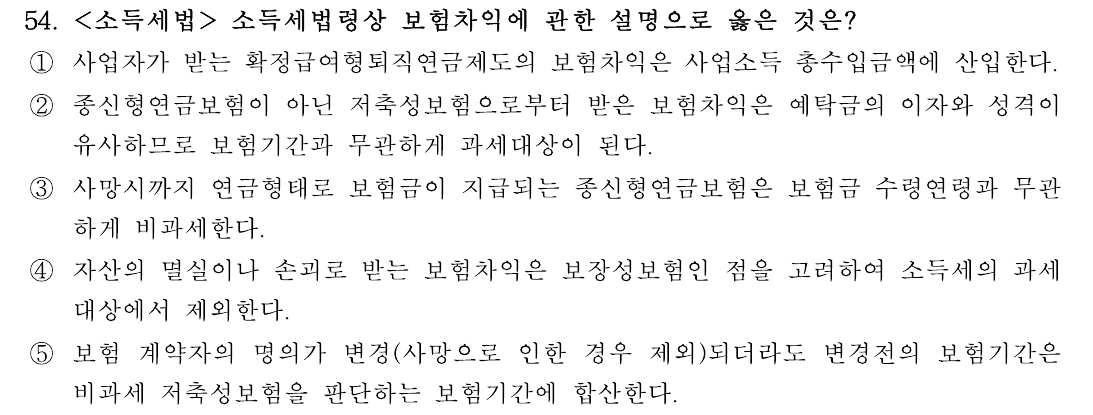 54. <소득세법> 소득세법령상 보험차익에 관한 설명으로 옳은 것은?
① 사업자가 받는 확정급여형퇴직연금제도의 보험차익은 사업소득 총수입금액에 산입한다.
② 종신형연금보험이 아닌 저축성보험으로부터 받은 보험차익은 예탁금의 이자와 성격이
유사하므로 보험기간과 무관하게 과세대상이 된다.
③ 사망시까지 연금형태로 보험금이 지급되는 종신형연금보험은 보험금 수령연령과 무관
하게 비과세한다.
④ 자산의 멸실이나 손괴로 받는 보험차익은 보장성보험인 점을 고려하여 소득세의 과세
대상에서 제외한다.
⑤ 보험 계약자의 명의가 변경(사망으로 인한 경우 제외)되더라도 변경전의 보험기간은
비과세 저축성보험을 판단하는 보험기간에 합산한다.